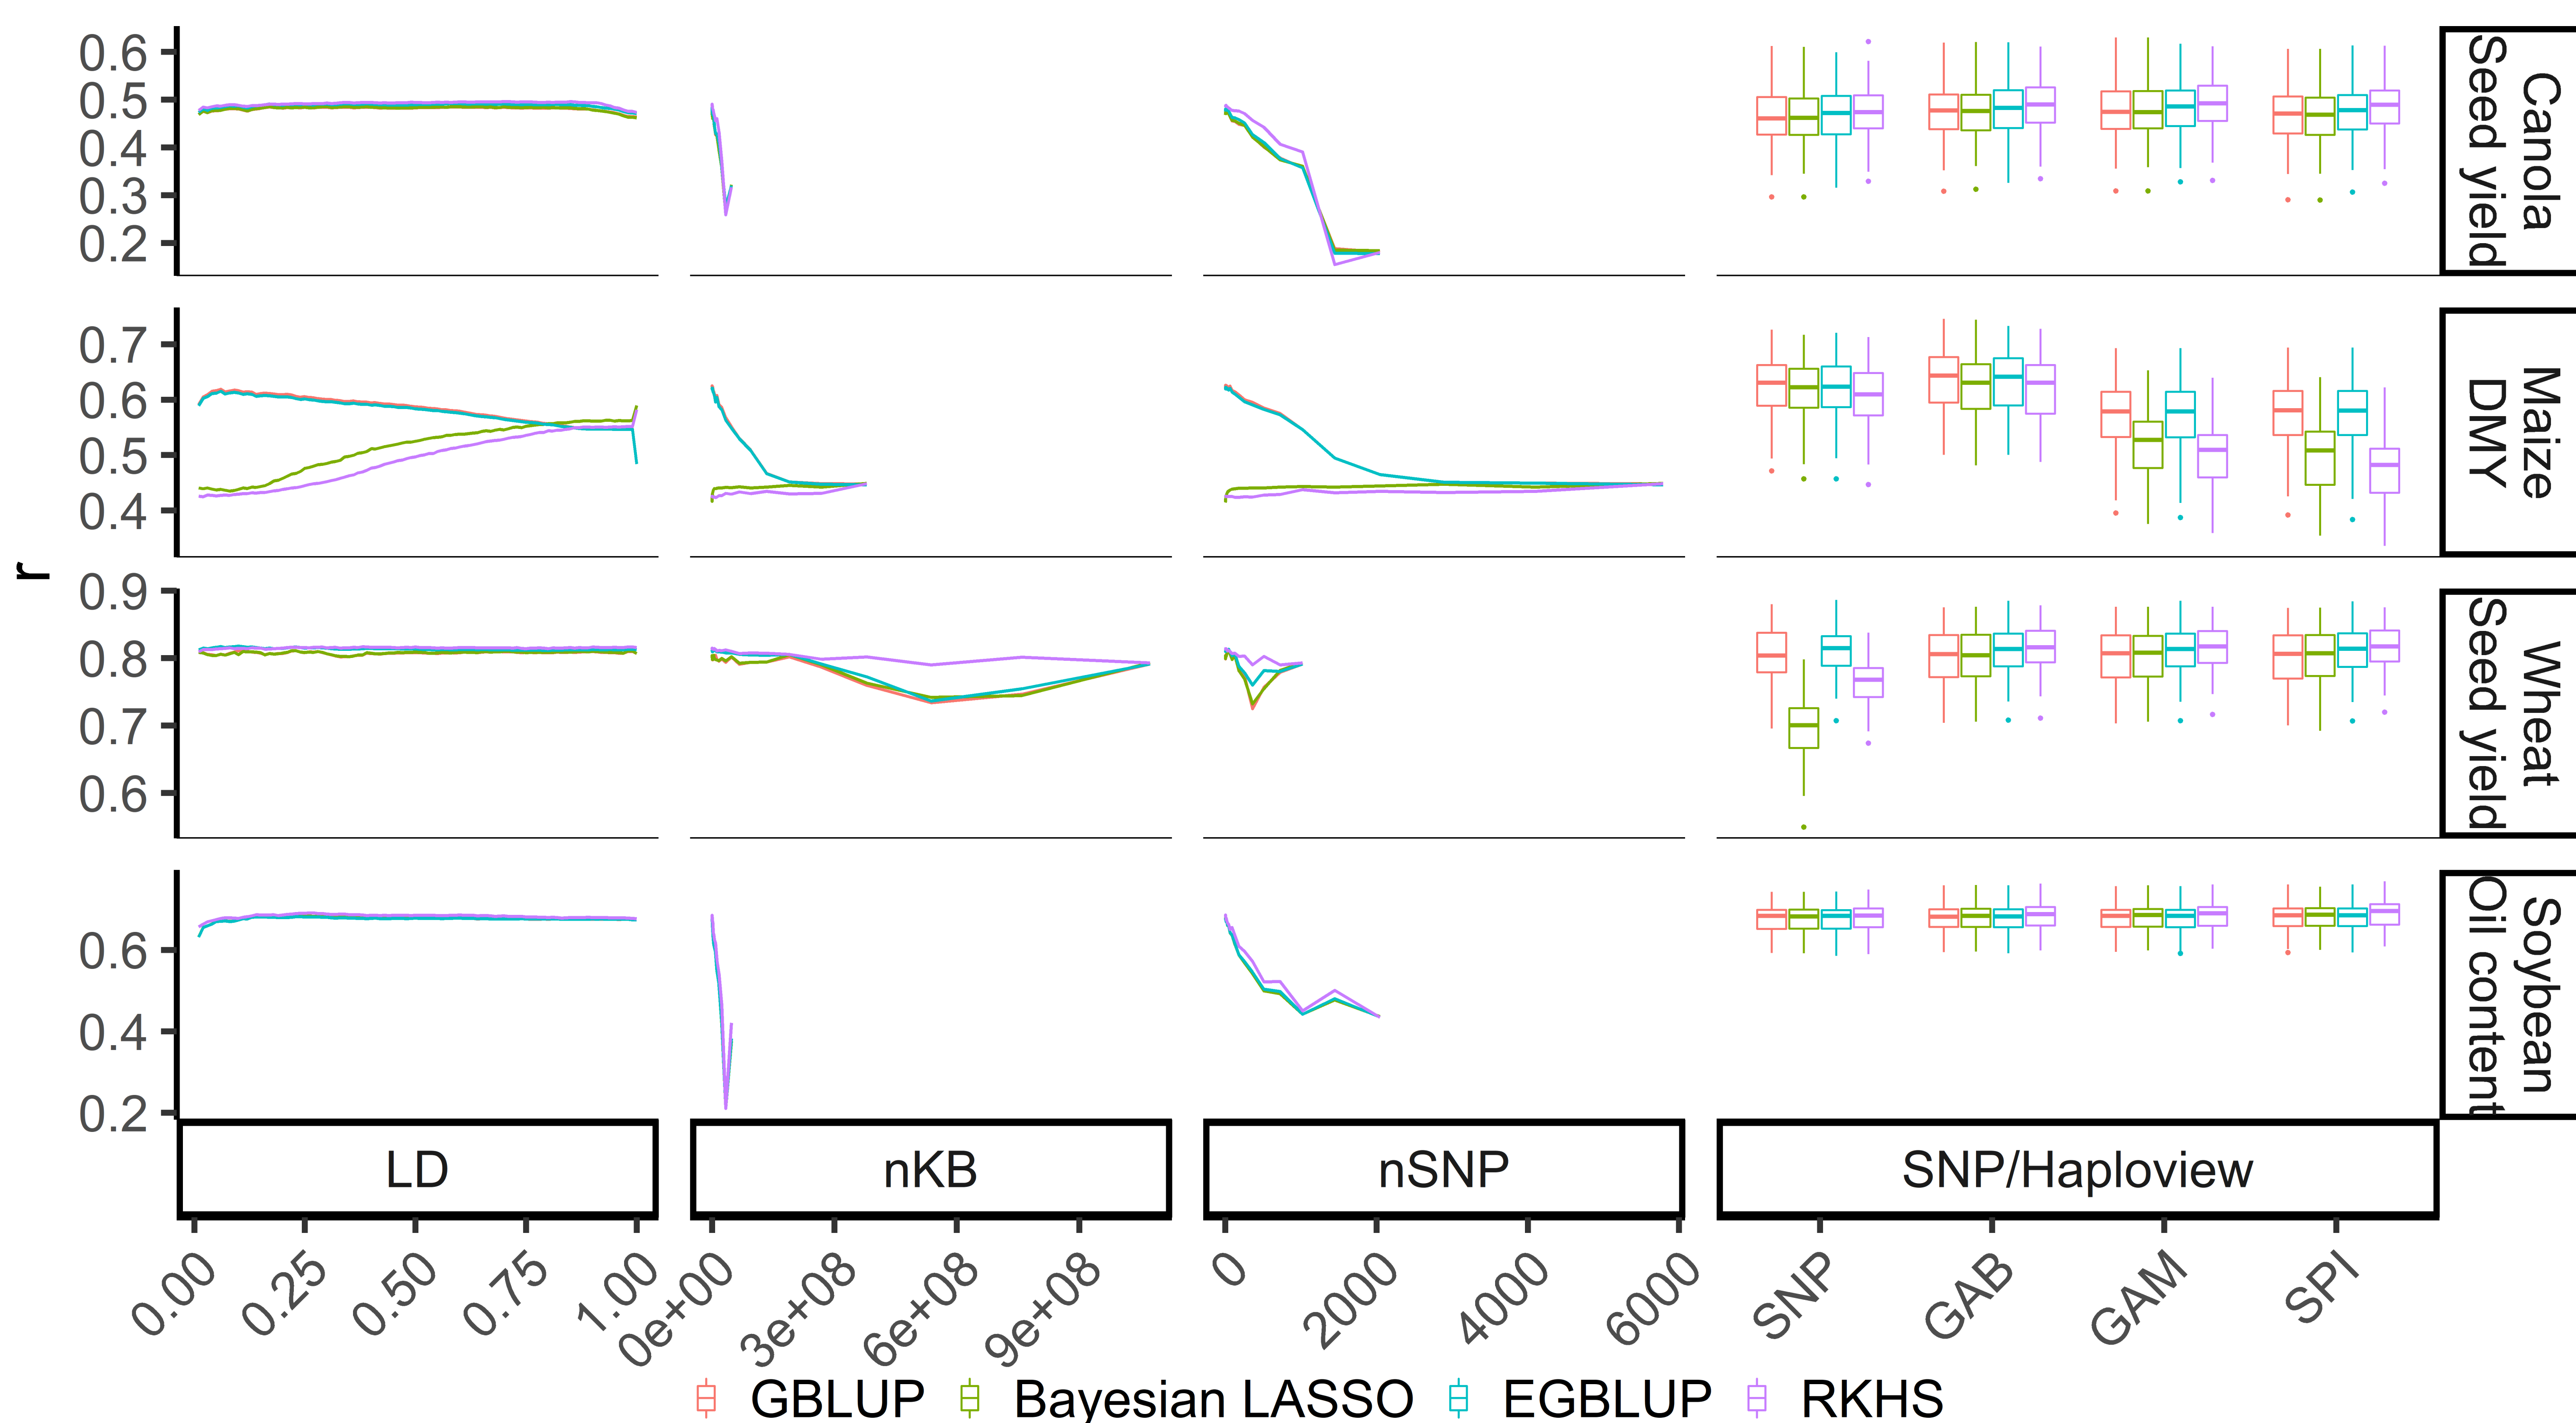 r
0.6
0.5
0.4
0.3
0.2
Canola
Seed yield
0.7
0.6
0.5
0.4
Maize
DMY
0.9
0.8
0.7
0.6
Wheat
Seed yield
0.6
0.4
0.2
Soybean
Oil content
LD
nKB
nSNP
SNP/Haploview
0.00
0.25
0.50
0.75
1.00
0e+00
3e+08
6e+08
9e+08
0
2000
4000
6000
SNP
GAB
GAM
SPI
GBLUP
Bayesian LASSO
EGBLUP
RKHS